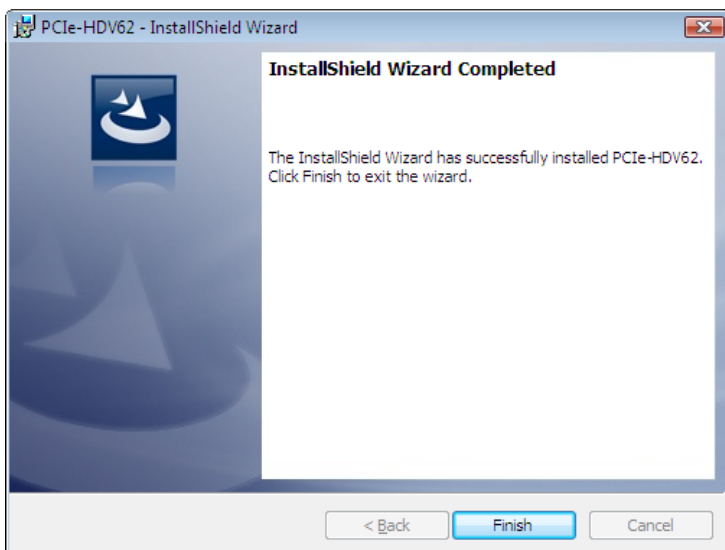 PCIe-HDV62 - InstallShield Wizard
InstallShield Wizard Completed
The InstallShield Wizard has successfully installed PCIe-HDV62.
Click Finish to exit the wizard.
< Back
Finish
Cancel